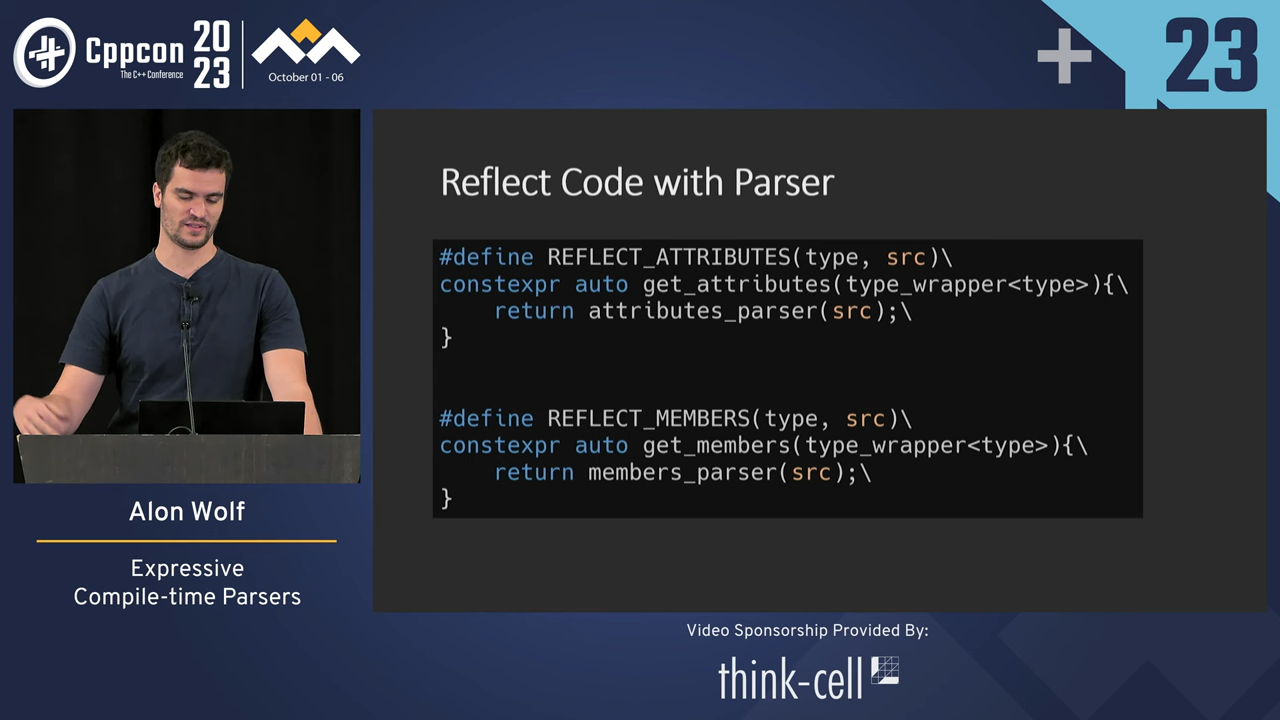 Cppcon
The C++ Conference
20
23
October 01 - 06
23
Reflect Code with Parser
#define REFLECT_ATTRIBUTES(type, src)\
constexpr auto get_attributes(type_wrapper<type>){\
    return attributes_parser(src);\
}
#define REFLECT_MEMBERS(type, src)\
constexpr auto get_members(type_wrapper<type>){\
    return members_parser(src);\
}
Alon Wolf
Expressive
Compile-time Parsers
Video Sponsorship Provided By:
think-cell